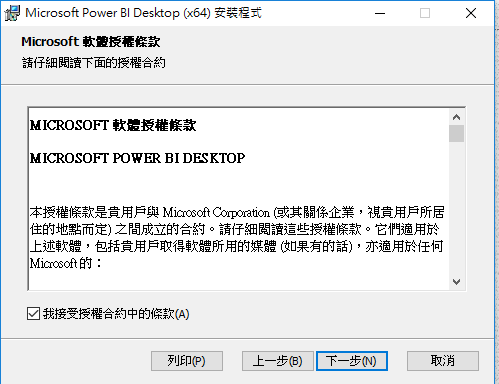 Microsoft Power BI Desktop (x64) 安裝程式
Microsoft 軟體授權條款
請仔細閱讀下面的授權合約
MICROSOFT 軟體授權條款
MICROSOFT POWER BI DESKTOP
本授權條款是貴用戶與 Microsoft Corporation (或其關係企業，視貴用戶所居
住的地點而定) 之間成立的合約。請仔細閱讀這些授權條款。它們適用於
上述軟體，包括貴用戶取得軟體所用的媒體 (如果有的話)，亦適用於任何
Microsoft 的：
我接受授權合約中的條款(A)
列印(P)
上一步(B)
下一步(N)
取消